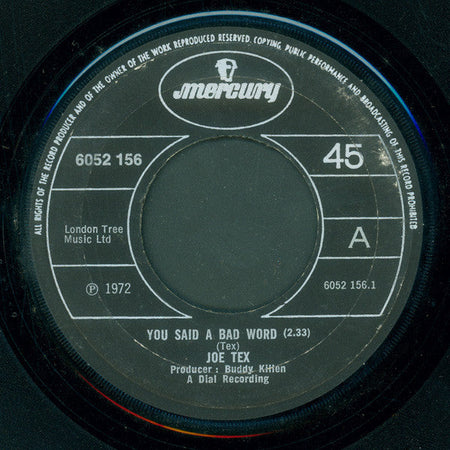 ALL RIGHTS OF THE RECORD PRODUCER AND OF THE OWNER OF THE WORK REPRODUCED RESERVED. COPYING, PUBLIC PERFORMANCE AND BROADCASTING OF THIS RECORD PROHIBITED
mercury
6052 156
45
London Tree
Music Ltd
A
℗ 1972
6052 156.1
YOU SAID A BAD WORD (2.33)
(Tex)
JOE TEX
Producer : Buddy Killen
A Dial Recording